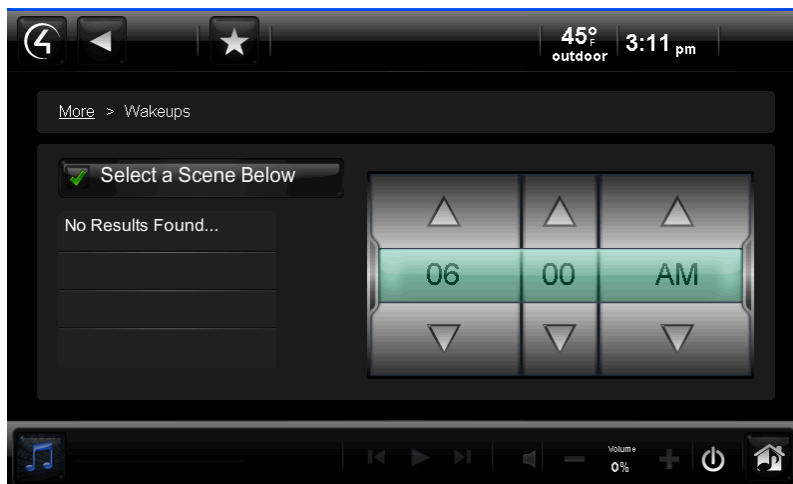 45°F
outdoor
3:11 pm
More > Wakeups
Select a Scene Below
No Results Found...
06 00 AM
Volume
0%